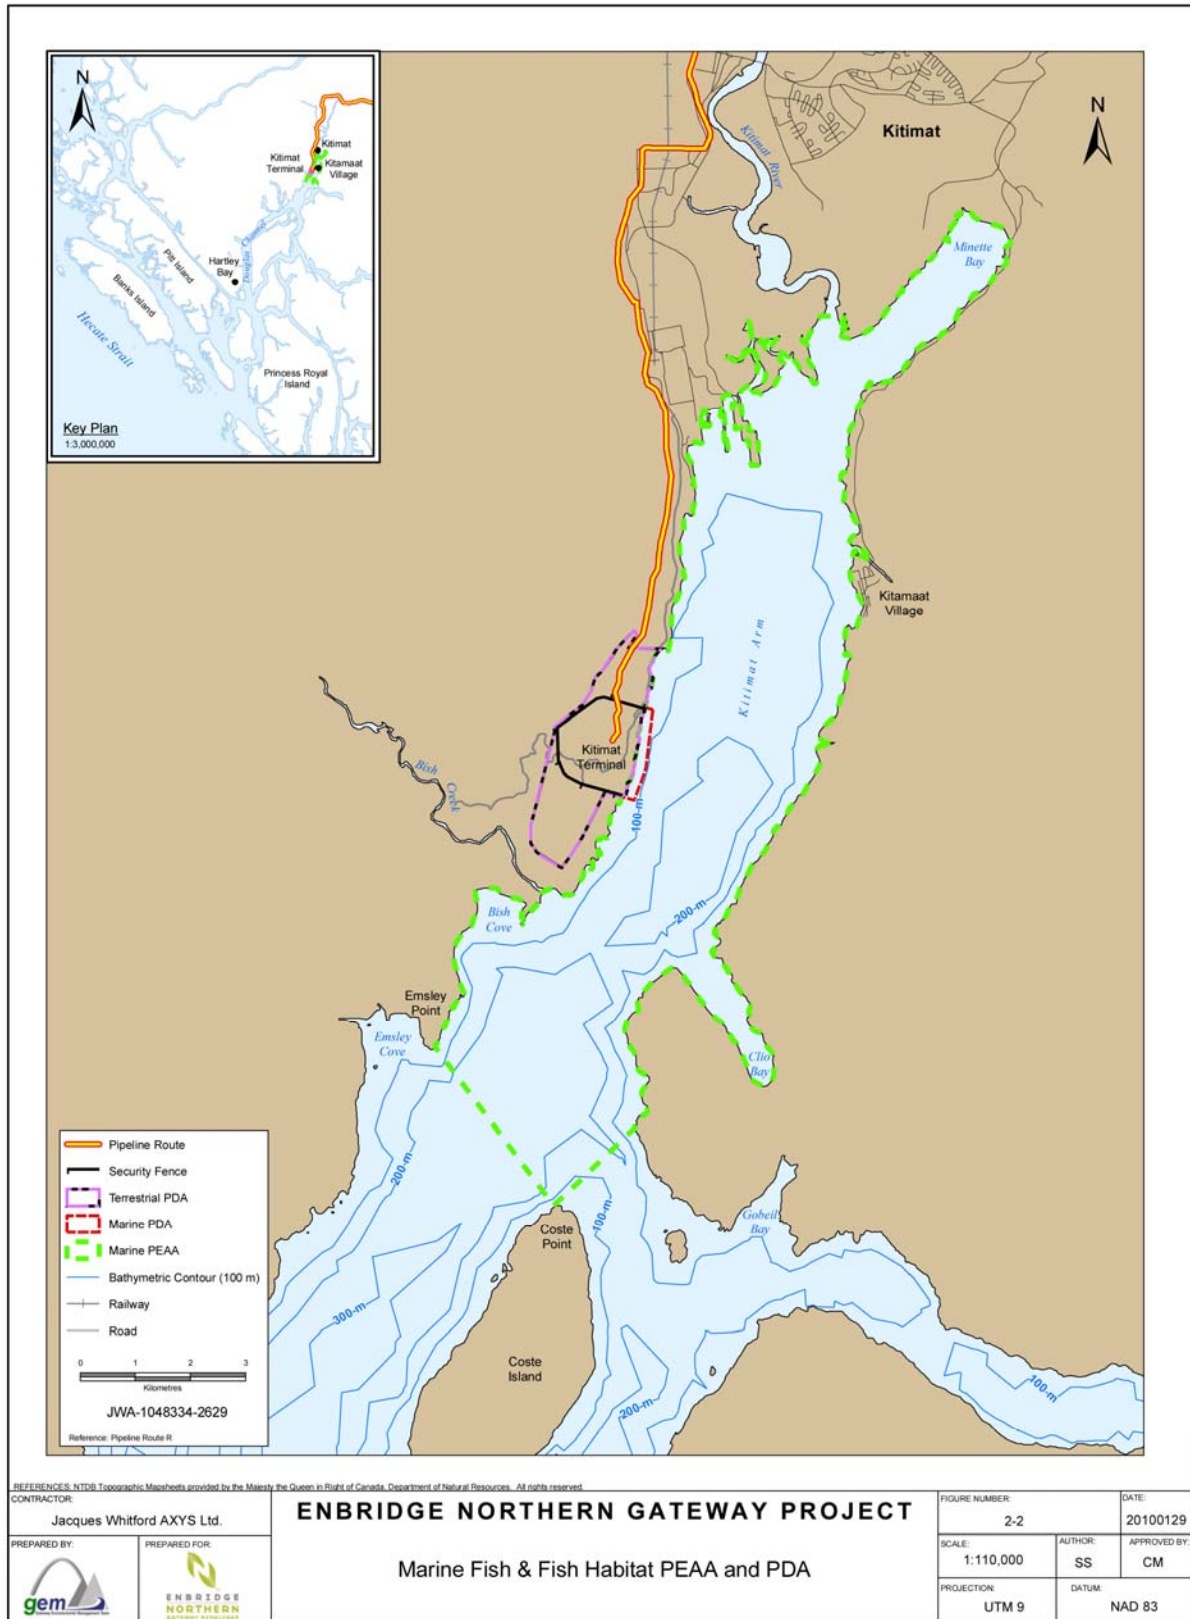 N
Kitimat
Kitimat
Terminal
Kitamaat
Village
Hartley
Bay
Douglas Channel
Pitt Island
Banks Island
Hecate Strait
Princess Royal
Island
Key Plan
1:3,000,000
N
Kitimat
Kitimat River
Minette
Bay
Kitamaat
Village
Kitimat Arm
Kitimat
Terminal
Bish
Creek
100-m
200-m
Bish
Cove
Emsley
Point
Emsley
Cove
Clio
Bay
200-m
Coste
Point
100-m
Gobeil
Bay
300-m
Coste
Island
200-m
100-m
Pipeline Route
Security Fence
Terrestrial PDA
Marine PDA
Marine PEAA
Bathymetric Contour (100 m)
Railway
Road
0 1 2 3
Kilometres
JWA-1048334-2629
Reference: Pipeline Route R
REFERENCES: NTDB Topographic Mapsheets provided by the Majesty the Queen in Right of Canada, Department of Natural Resources. All rights reserved.
CONTRACTOR:
Jacques Whitford AXYS Ltd.
PREPARED BY:
gem
PREPARED FOR:
ENBRIDGE
NORTHERN
ENBRIDGE NORTHERN GATEWAY PROJECT
Marine Fish & Fish Habitat PEAA and PDA
FIGURE NUMBER:
2-2
DATE:
20100129
SCALE:
1:110,000
AUTHOR:
SS
APPROVED BY:
CM
PROJECTION:
UTM 9
DATUM:
NAD 83